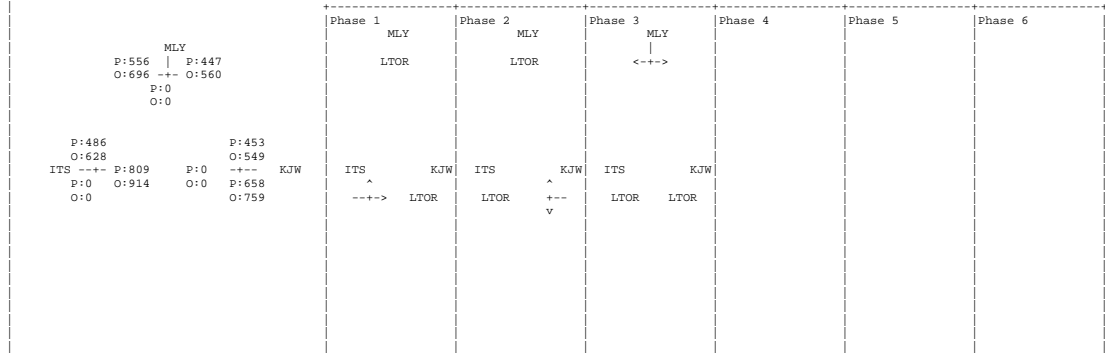 Phase 1 Phase 2 Phase 3 Phase 4 Phase 5 Phase 6
MLY MLY MLY
MLY
P:556 | P:447 LTOR LTOR <-+->
O:696 -+- O:560
P:0
O:0
P:486 P:453
O:628 O:549
ITS --+- P:809 P:0 -+-- KJW ITS KJW ITS KJW ITS KJW
P:0 O:914 O:0 P:658 ^ ^
O:0 O:759 --+-> LTOR LTOR +-- LTOR LTOR
v